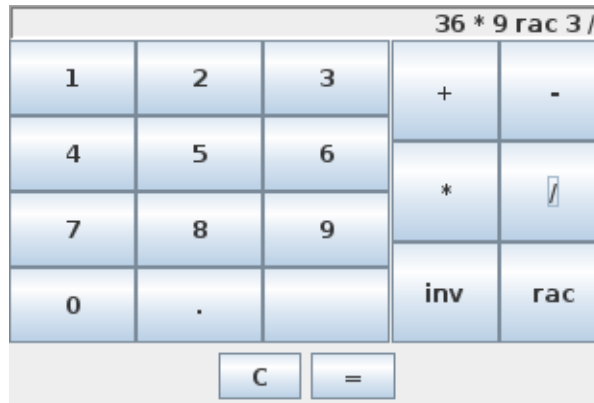 36 * 9 rac 3 /
1 2 3 + -
4 5 6 * /
7 8 9
0 . inv rac
C =